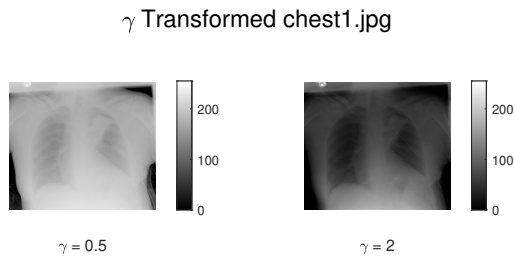 γ Transformed chest1.jpg
200
100
0
200
100
0
γ = 0.5
γ = 2